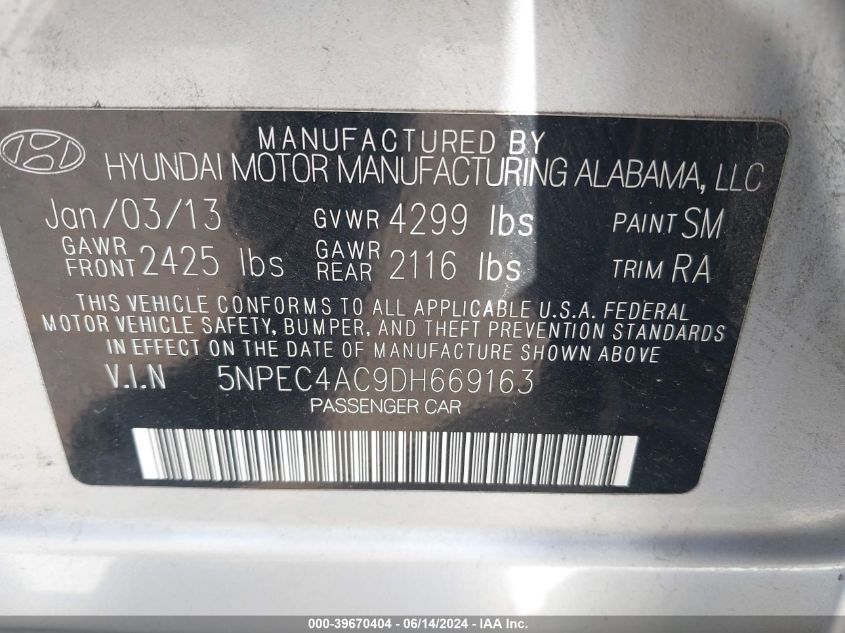 MANUFACTURED BY
HYUNDAI MOTOR MANUFACTURING ALABAMA, LLC
Jan/03/13 GVWR 4299 lbs PAINT SM
GAWR FRONT 2425 lbs GAWR REAR 2116 lbs TRIM RA
THIS VEHICLE CONFORMS TO ALL APPLICABLE U.S.A. FEDERAL
MOTOR VEHICLE SAFETY, BUMPER, AND THEFT PREVENTION STANDARDS
IN EFFECT ON THE DATE OF MANUFACTURE SHOWN ABOVE
V.I.N 5NPEC4AC9DH669163
PASSENGER CAR
000-39670404 - 06/14/2024 - IAA Inc.